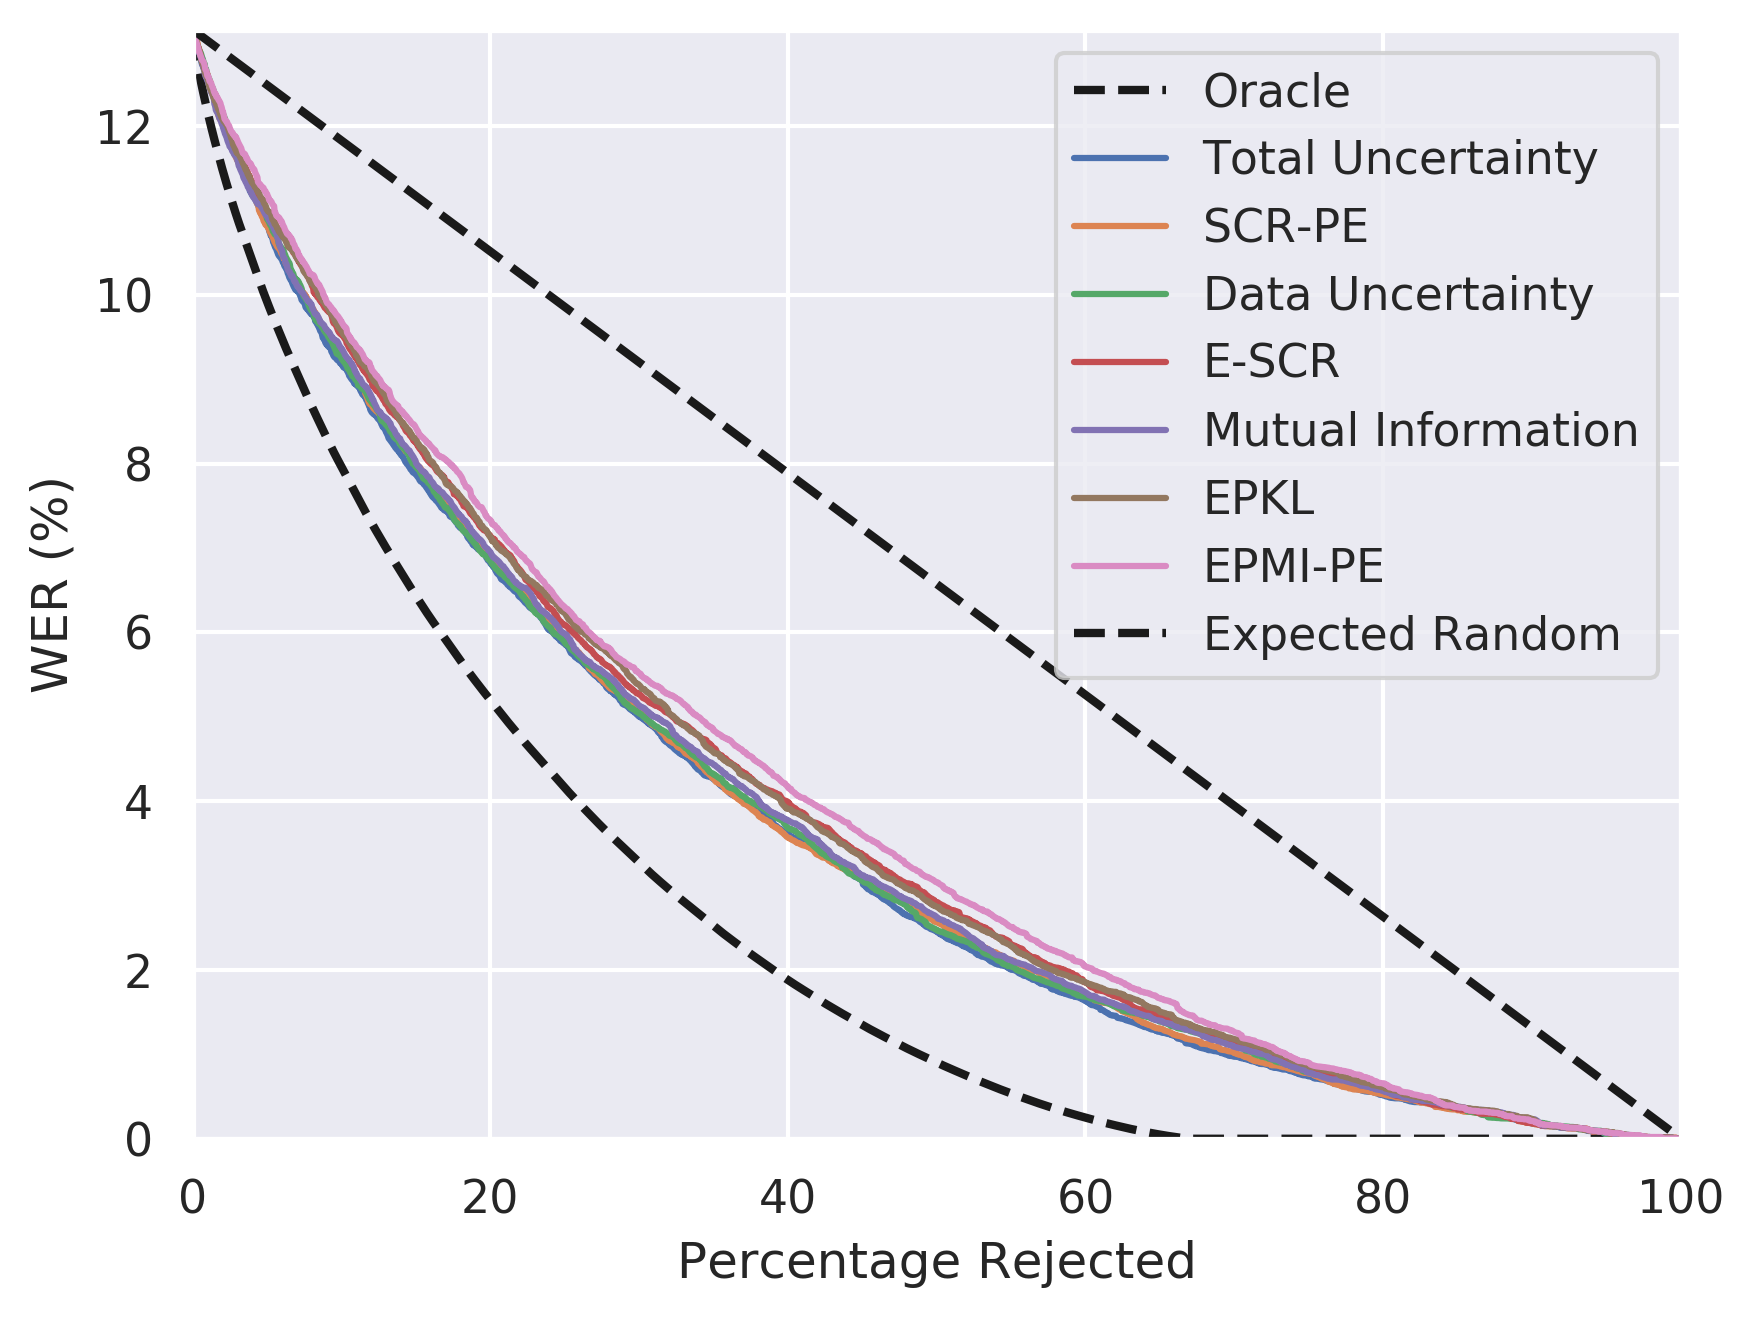 12
10
8
6
4
2
0
WER (%)
0 20 40 60 80 100
Percentage Rejected
Oracle
Total Uncertainty
SCR-PE
Data Uncertainty
E-SCR
Mutual Information
EPKL
EPMI-PE
Expected Random